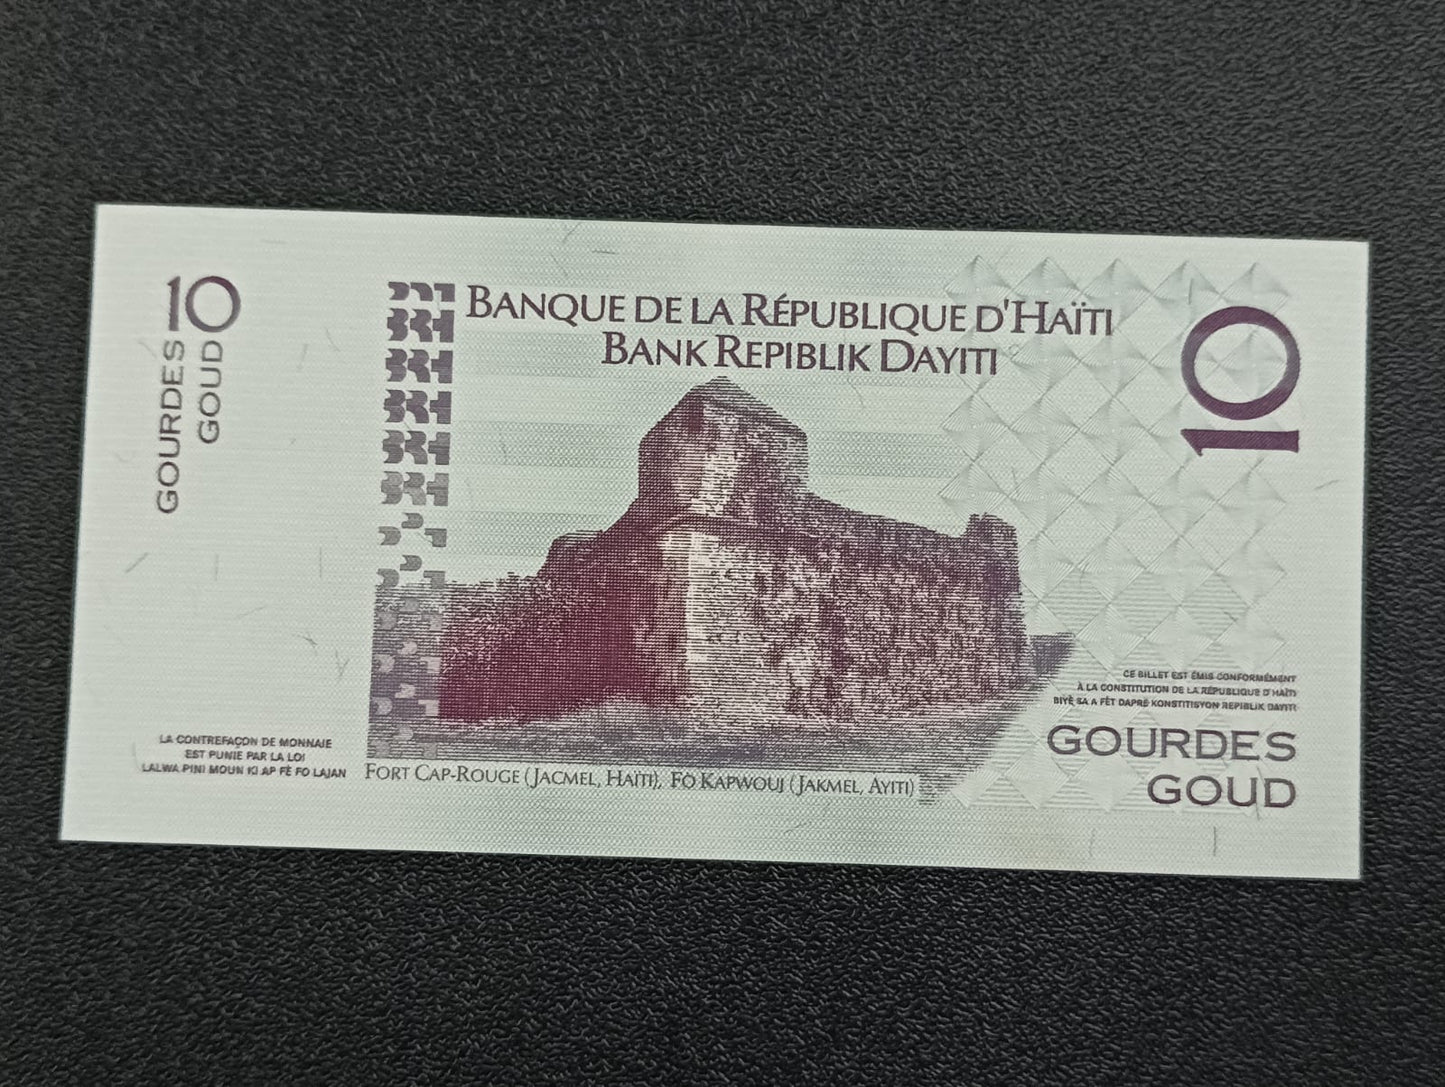 10
GOURDES
GOUD
BANQUE DE LA RÉPUBLIQUE D'HAÏTI
BANK REPIBLIK DAYITI
10
CE BILLET EST ÉMIS CONFORMÉMENT
À LA CONSTITUTION DE LA RÉPUBLIQUE D'HAÏTI
BIYÈ SA A FÈT DAPRÈ KONSTITISYON REPIBLIK DAYITI
GOURDES
GOUD
LA CONTREFAÇON DE MONNAIE
EST PUNIE PAR LA LOI
LALWA PINI MOUN KI AP FÈ FO LAJAN
FORT CAP-ROUGE (JACMEL, HAÏTI), FO KAPWOUJ (JAKMEL, AYITI)